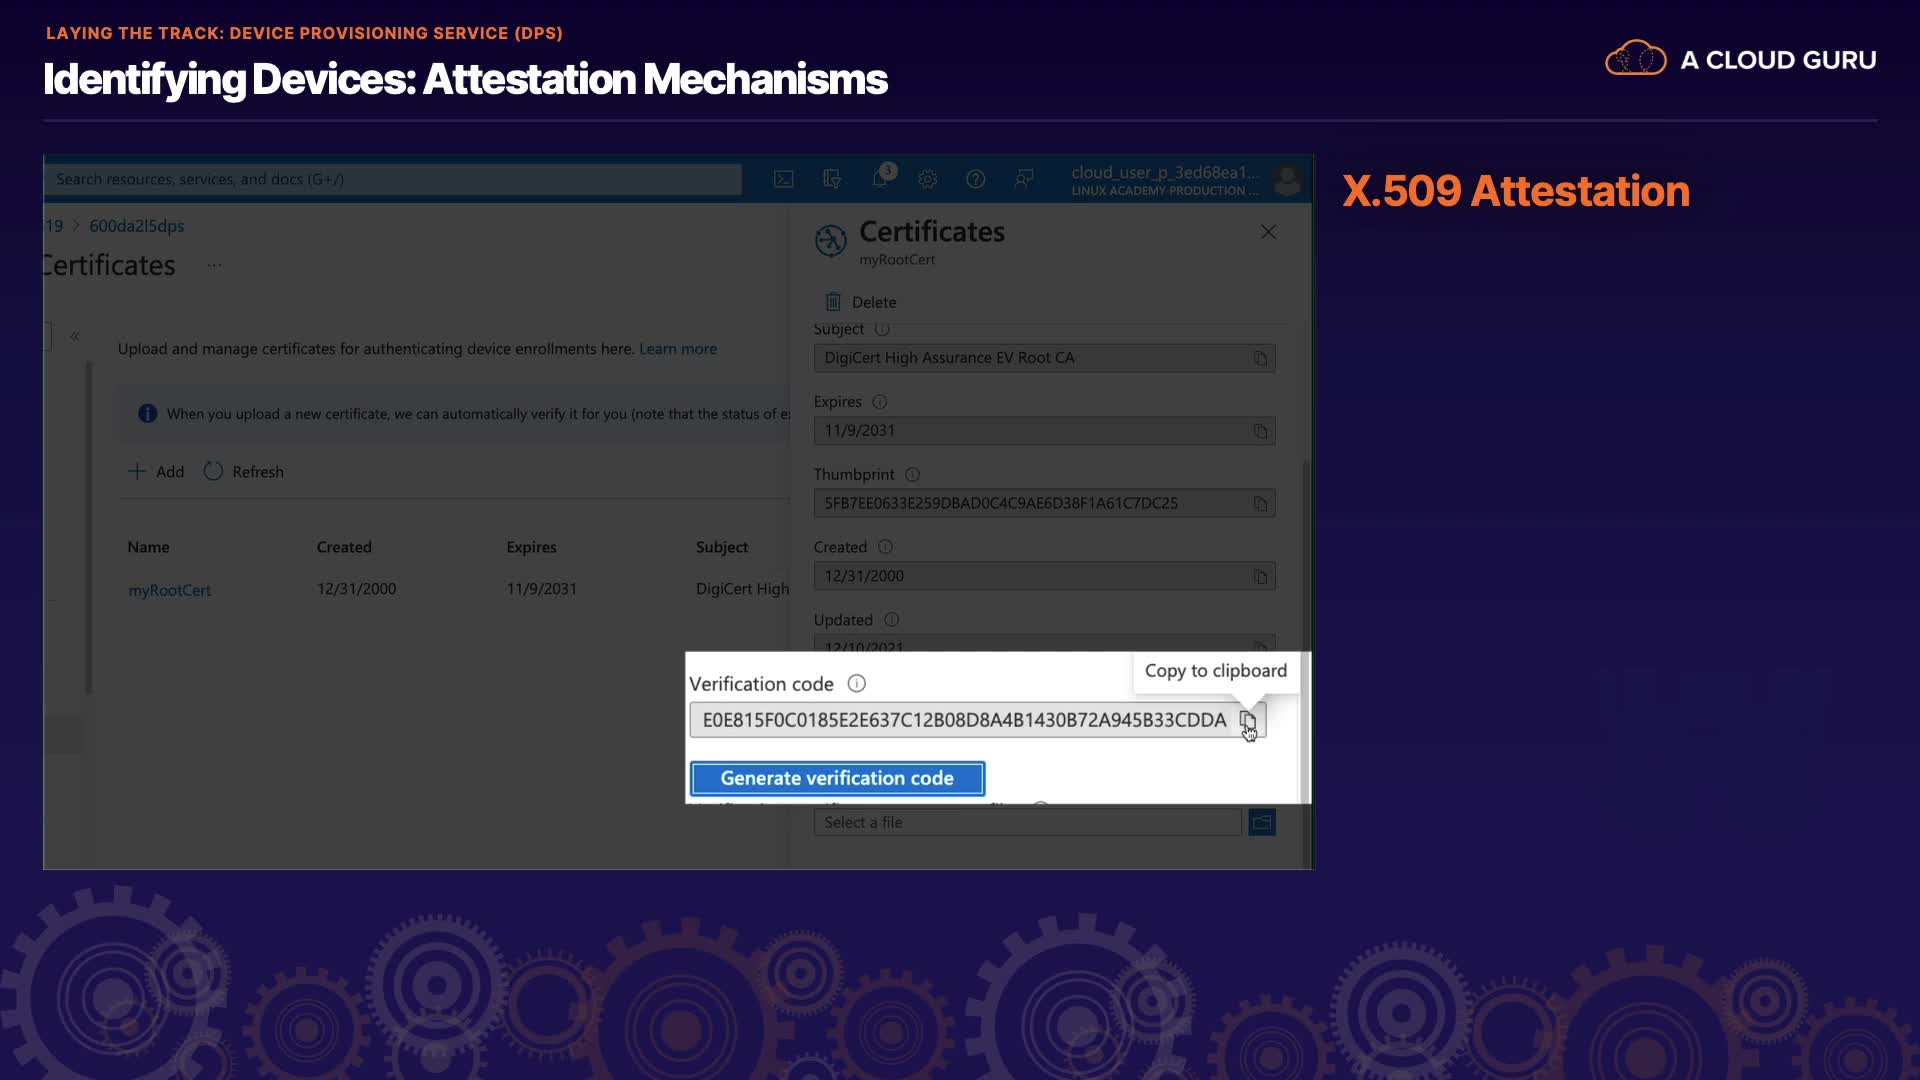 LAYING THE TRACK: DEVICE PROVISIONING SERVICE (DPS)
Identifying Devices: Attestation Mechanisms
A CLOUD GURU
Search resources, services, and docs (G+/)
3
cloud_user_p_3ed68ea1...
LINUX ACADEMY PRODUCTION ...
X.509 Attestation
19 > 600da2l5dps
Certificates ...
Certificates
myRootCert
Delete
«
Upload and manage certificates for authenticating device enrollments here. Learn more
When you upload a new certificate, we can automatically verify it for you (note that the status of e
+ Add Refresh
Name Created Expires Subject
myRootCert 12/31/2000 11/9/2031 DigiCert High
Subject
DigiCert High Assurance EV Root CA
Expires
11/9/2031
Thumbprint
5FB7EE0633E259DBAD0C4C9AE6D38F1A61C7DC25
Created
12/31/2000
Updated
12/10/2021
Copy to clipboard
Verification code
E0E815F0C0185E2E637C12B08D8A4B1430B72A945B33CDDA
Generate verification code
Select a file